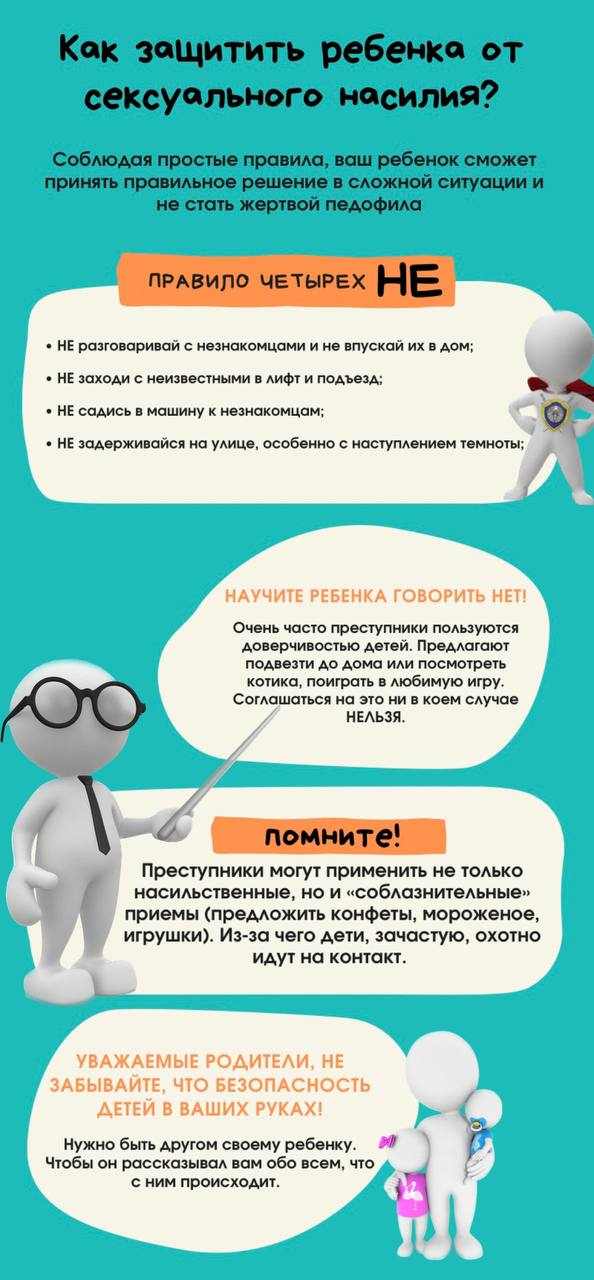 Как защитить ребенка от
сексуального насилия?
Соблюдая простые правила, ваш ребенок сможет
принять правильное решение в сложной ситуации и
не стать жертвой педофила
ПРАВИЛО ЧЕТЫРЕХ НЕ
• НЕ разговаривай с незнакомцами и не впускай их в дом;
• НЕ заходи с неизвестными в лифт и подъезд;
• НЕ садись в машину к незнакомцам;
• НЕ задерживайся на улице, особенно с наступлением темноты;
НАУЧИТЕ РЕБЕНКА ГОВОРИТЬ НЕТ!
Очень часто преступники пользуются
доверчивостью детей. Предлагают
подвезти до дома или посмотреть
котика, поиграть в любимую игру.
Соглашаться на это ни в коем случае
НЕЛЬЗЯ.
помните!
Преступники могут применить не только
насильственные, но и «соблазнительные»
приемы (предложить конфеты, мороженое,
игрушки). Из-за чего дети, зачастую, охотно
идут на контакт.
УВАЖАЕМЫЕ РОДИТЕЛИ, НЕ
ЗАБЫВАЙТЕ, ЧТО БЕЗОПАСНОСТЬ
ДЕТЕЙ В ВАШИХ РУКАХ!
Нужно быть другом своему ребенку.
Чтобы он рассказывал вам обо всем, что
с ним происходит.